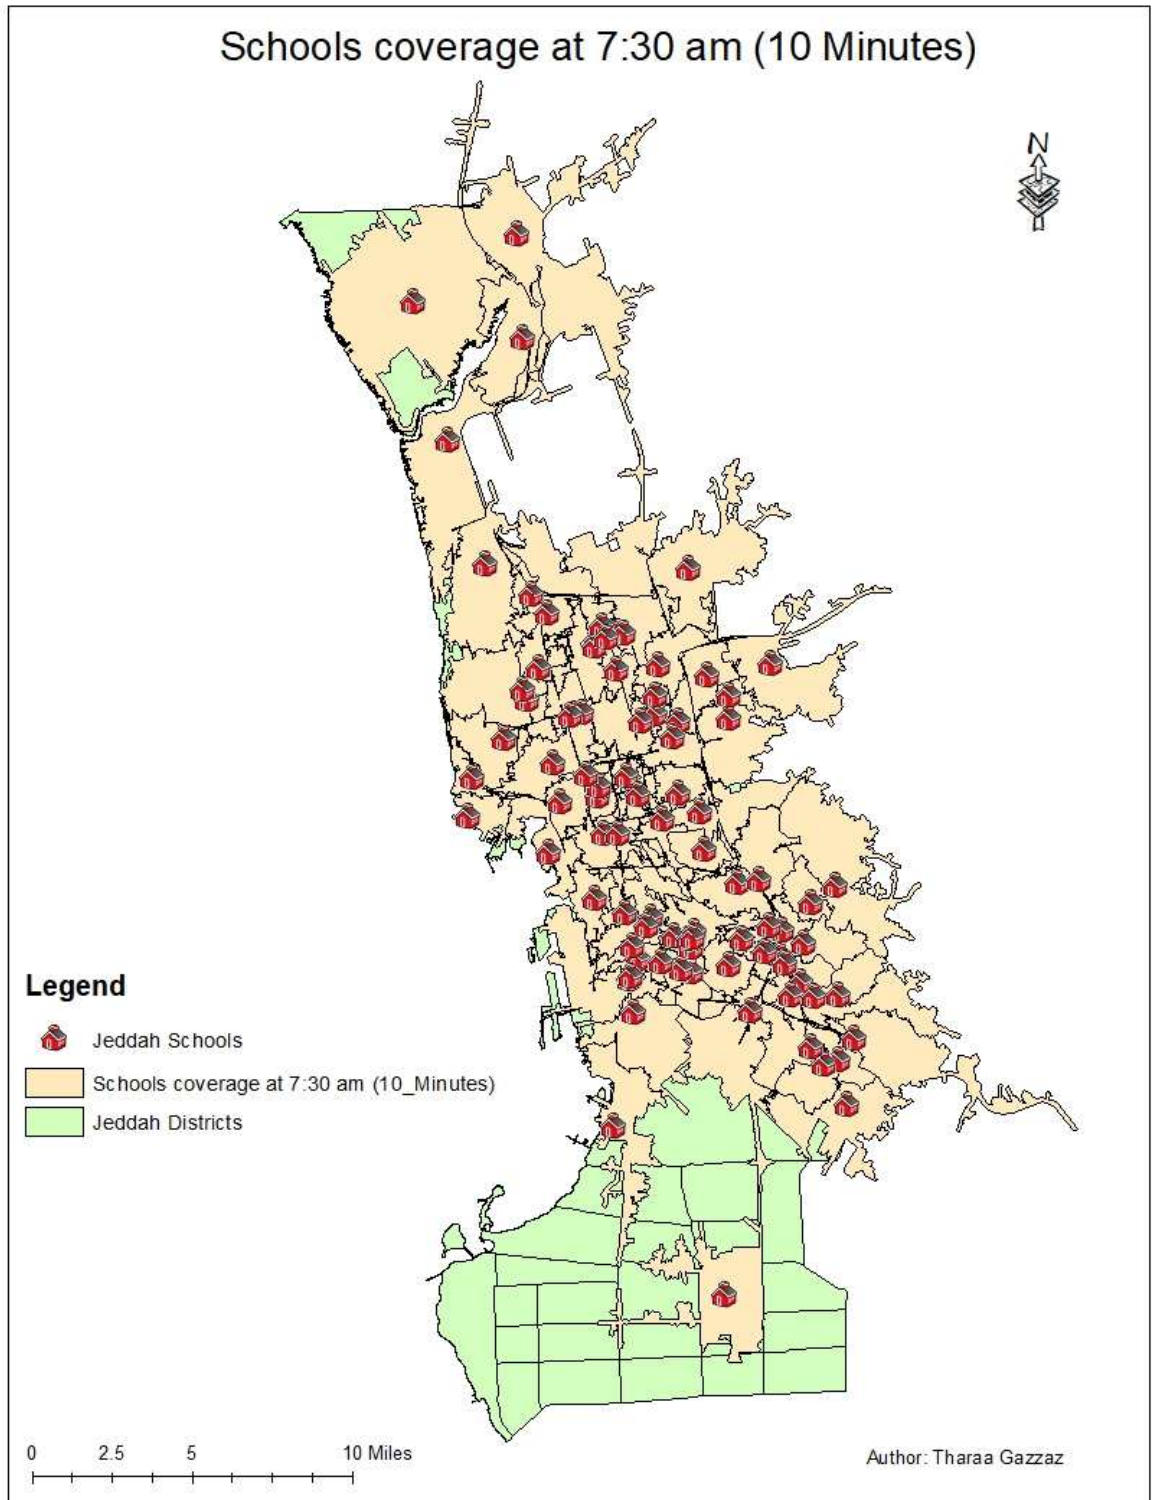 Schools coverage at 7:30 am (10 Minutes)
N
Legend
Jeddah Schools
Schools coverage at 7:30 am (10_Minutes)
Jeddah Districts
0 2.5 5 10 Miles
Author: Tharaa Gazzaz